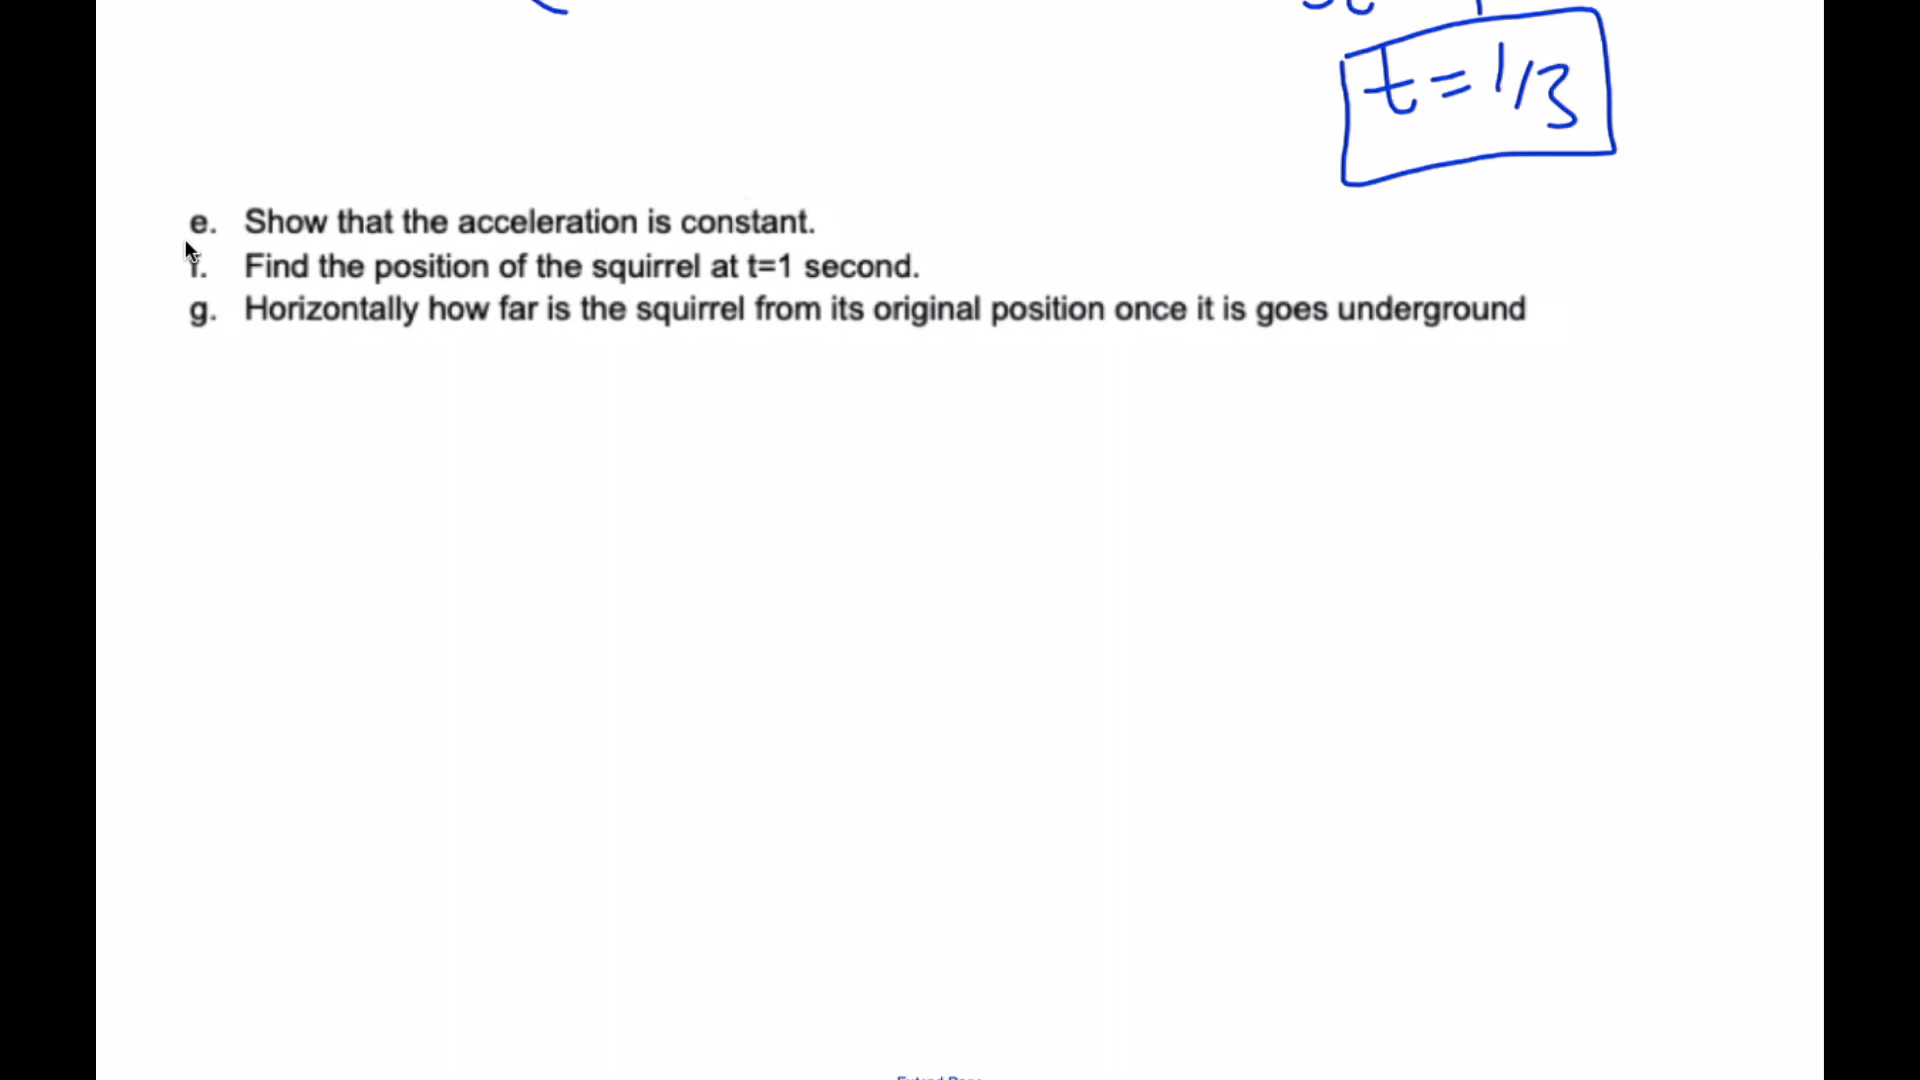 t = 1/3
e. Show that the acceleration is constant.
f. Find the position of the squirrel at t=1 second.
g. Horizontally how far is the squirrel from its original position once it is goes underground